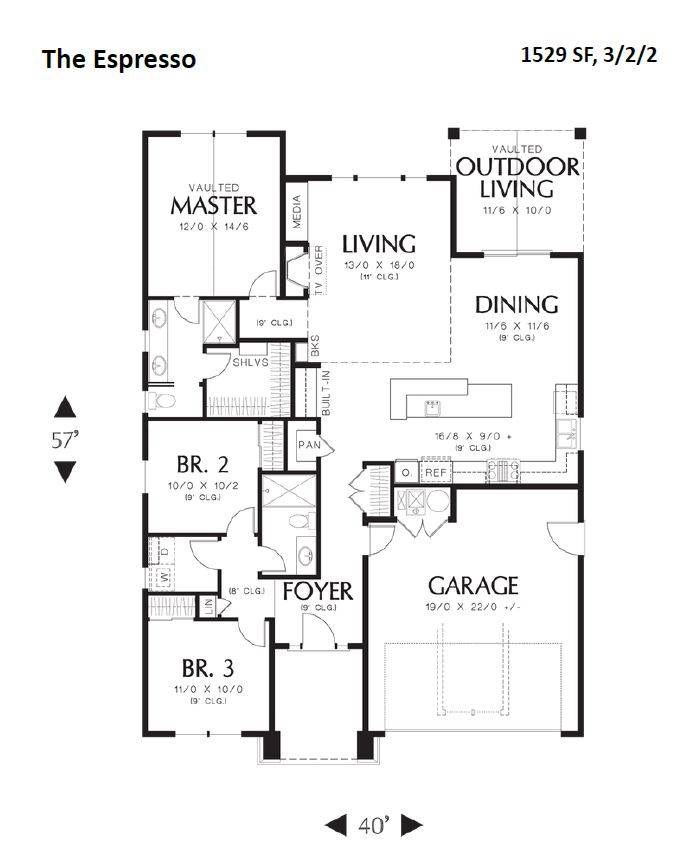 The Espresso
1529 SF, 3/2/2
VAULTED
OUTDOOR
LIVING
11/6 X 10/0
VAULTED
MASTER
12/0 X 14/6
MEDIA
LIVING
13/0 X 18/0
(11' CLG.)
TV OVER
DINING
11/6 X 11/6
(9' CLG.)
(9' CLG.)
BKS
SHLVS
BUILT-IN
57'
16/8 X 9/0 +
(9' CLG.)
PAN
BR. 2
10/0 X 10/2
(9' CLG.)
O.
REF
W D
(8' CLG.)
FOYER
(9' CLG.)
LIN
GARAGE
19/0 X 22/0 +/-
BR. 3
11/0 X 10/0
(9' CLG.)
40'